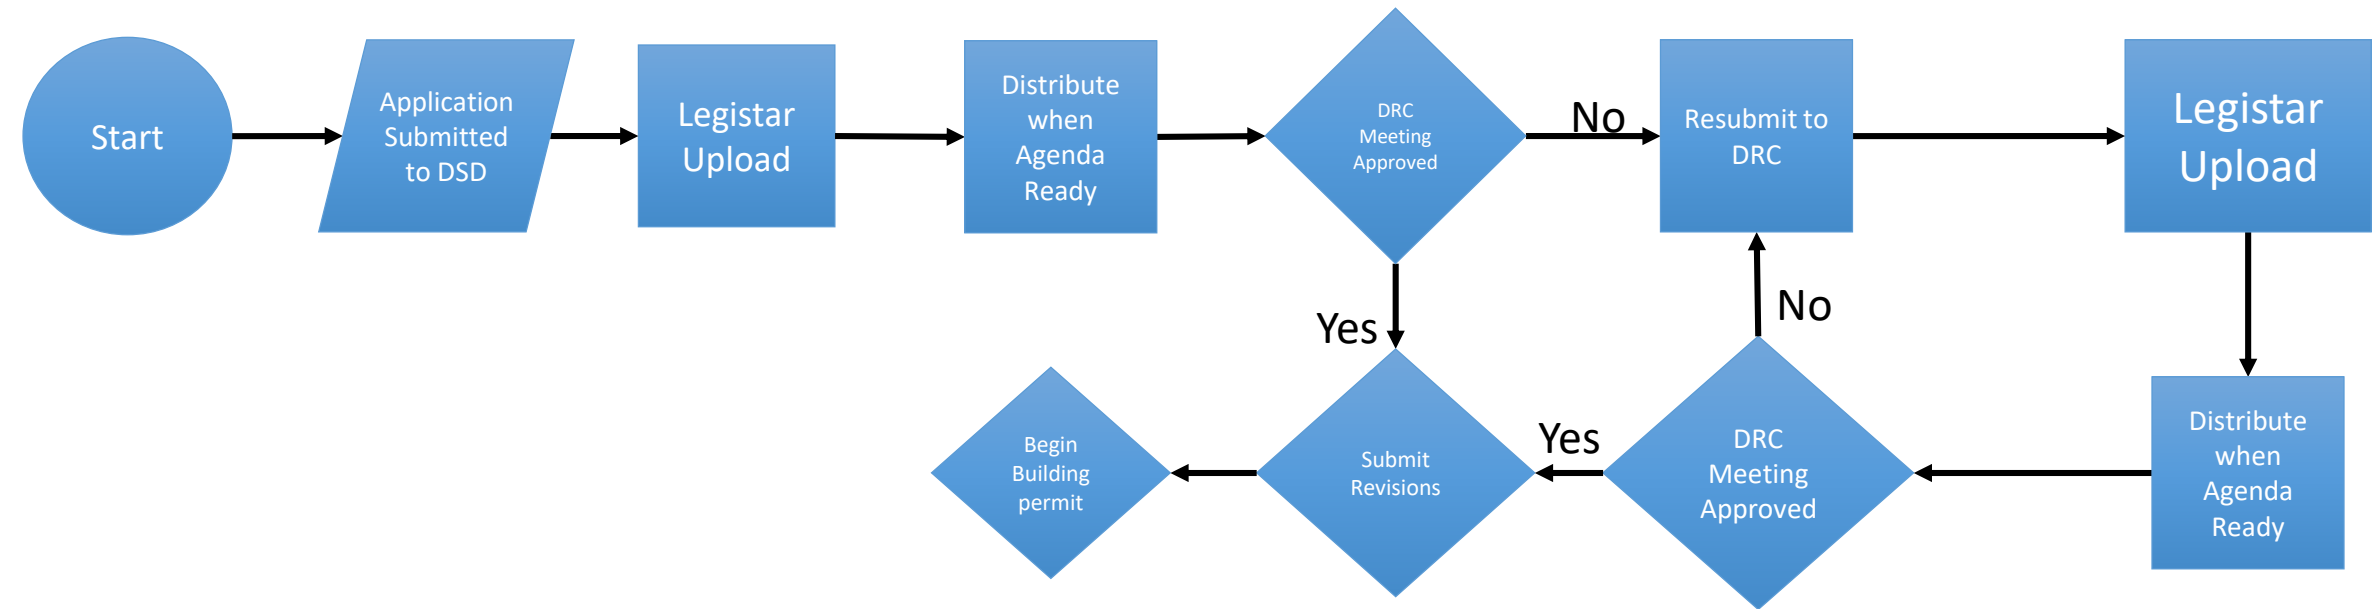 Start
Application
Submitted
to DSD
Legistar
Upload
Distribute
when
Agenda
Ready
DRC
Meeting
Approved
No
Resubmit to
DRC
Legistar
Upload
Yes
No
Begin
Building
permit
Submit
Revisions
Yes
DRC
Meeting
Approved
Distribute
when
Agenda
Ready